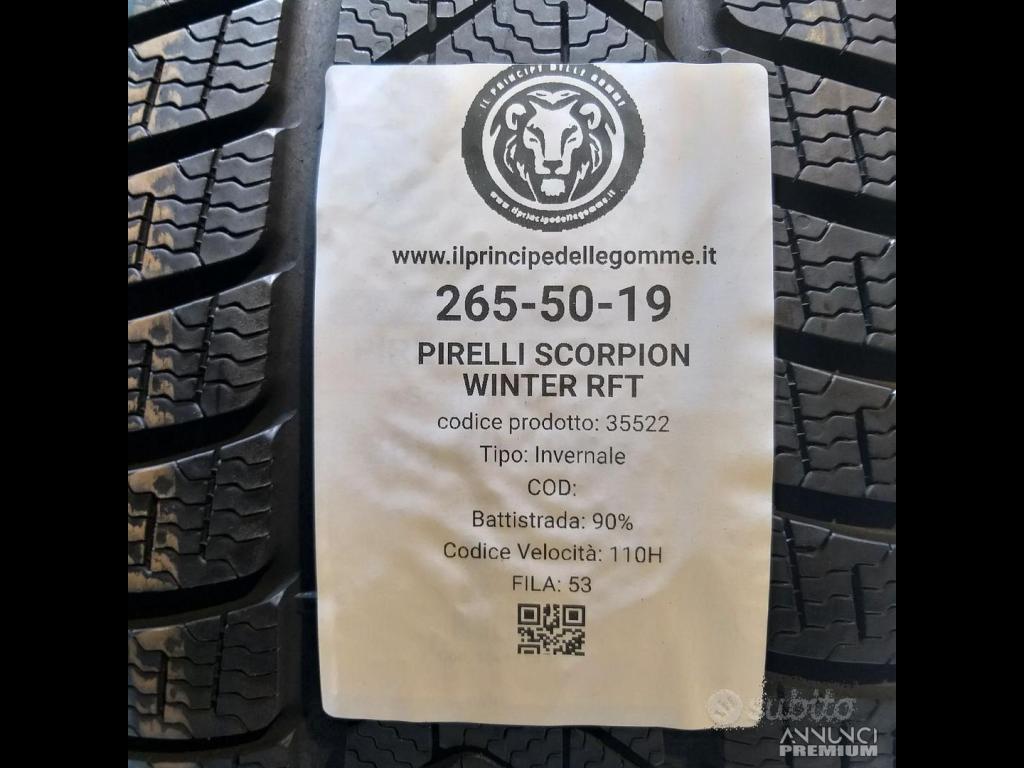 IL PRINCIPE DELLE GOMME
www.ilprincipedellegomme.it
www.ilprincipedellegomme.it
265-50-19
PIRELLI SCORPION
WINTER RFT
codice prodotto: 35522
Tipo: Invernale
COD:
Battistrada: 90%
Codice Velocità: 110H
FILA: 53
subito
ANNUNCI
PREMIUM